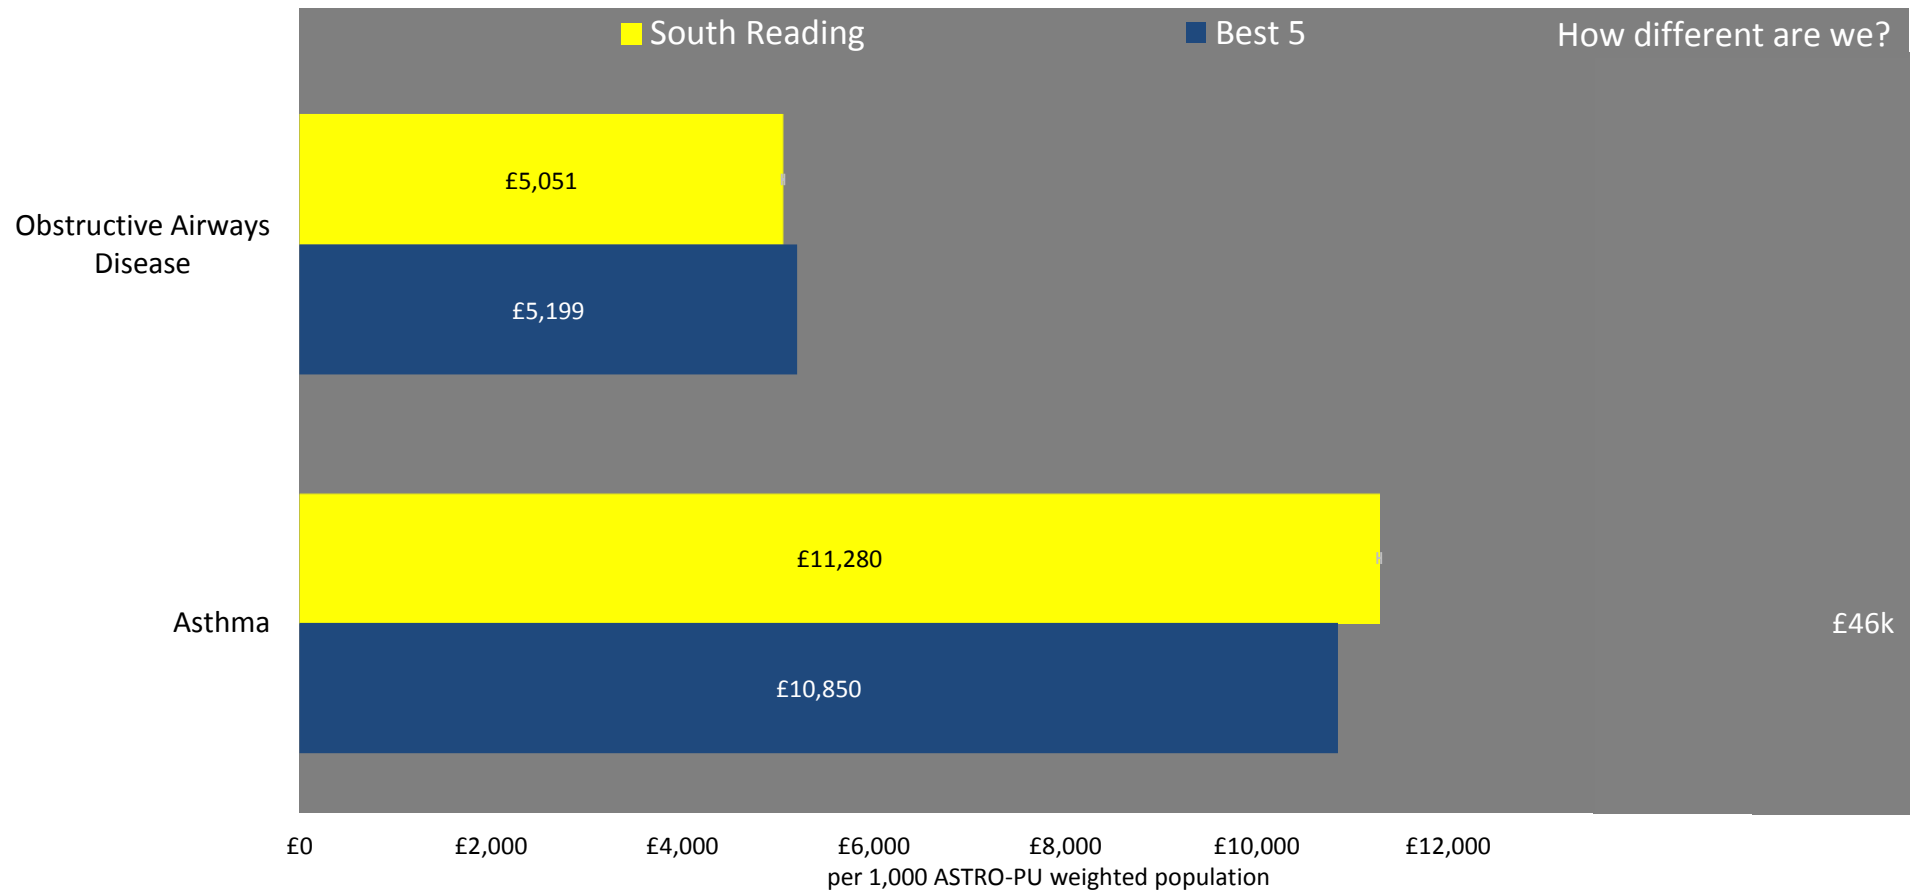 South Reading
Best 5
How different are we?
Obstructive Airways
Disease
£5,051
£5,199
Asthma
£11,280
£10,850
£46k
£0 £2,000 £4,000 £6,000 £8,000 £10,000 £12,000
per 1,000 ASTRO-PU weighted population